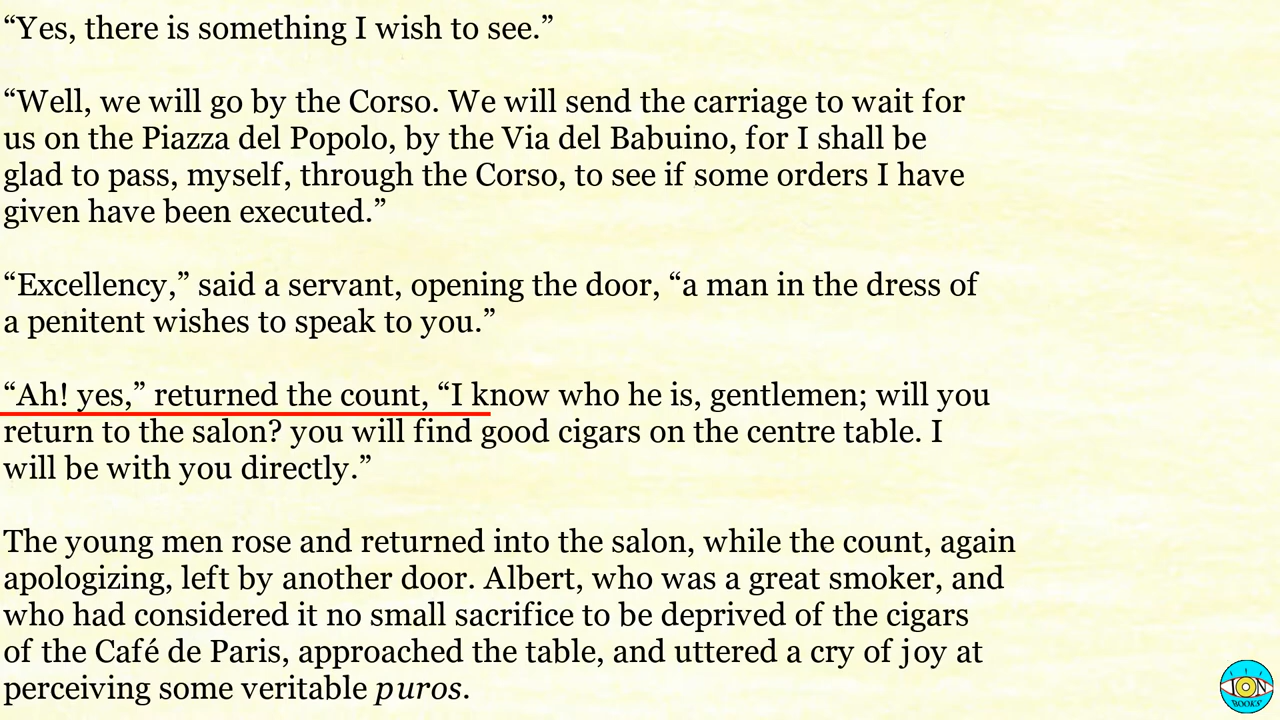 “Yes, there is something I wish to see.”
“Well, we will go by the Corso. We will send the carriage to wait for
us on the Piazza del Popolo, by the Via del Babuino, for I shall be
glad to pass, myself, through the Corso, to see if some orders I have
given have been executed.”
“Excellency,” said a servant, opening the door, “a man in the dress of
a penitent wishes to speak to you.”
“Ah! yes,” returned the count, “I know who he is, gentlemen; will you
return to the salon? you will find good cigars on the centre table. I
will be with you directly.”
The young men rose and returned into the salon, while the count, again
apologizing, left by another door. Albert, who was a great smoker, and
who had considered it no small sacrifice to be deprived of the cigars
of the Café de Paris, approached the table, and uttered a cry of joy at
perceiving some veritable puros.
ION
BOOKS